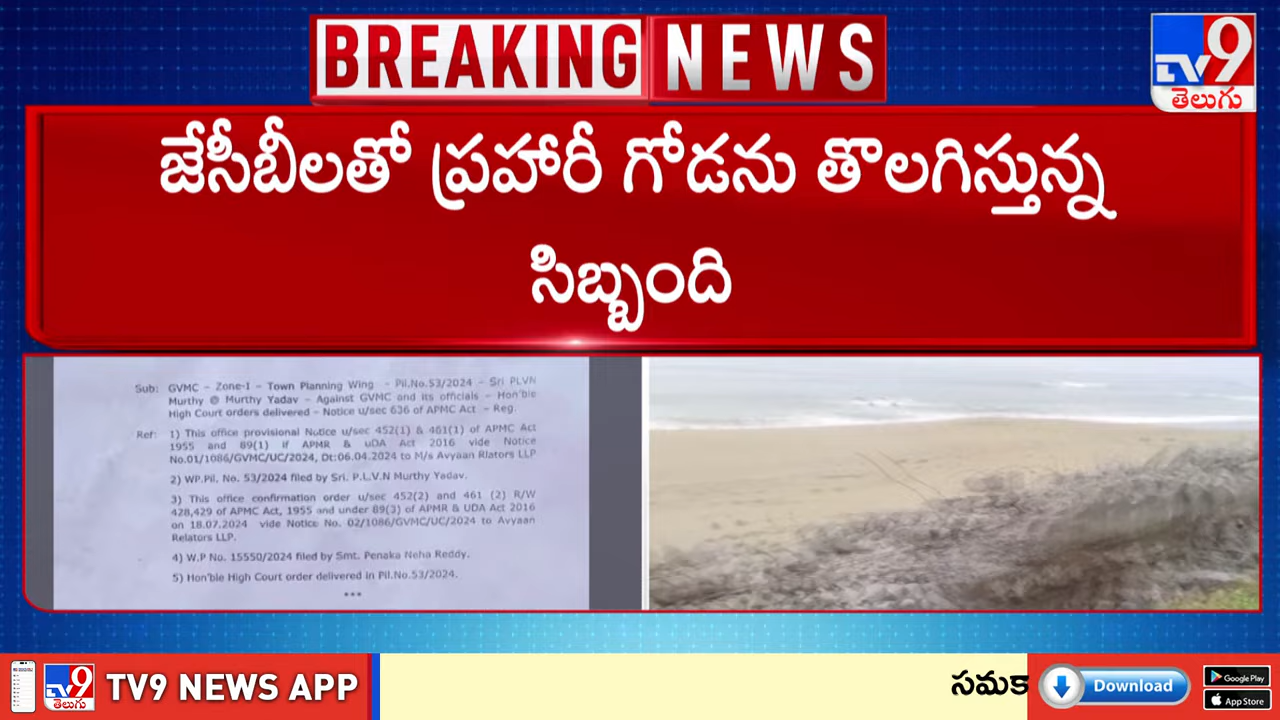 BREAKING NEWS
TV9
తెలుగు
జేసీబీలతో ప్రహారీ గోడను తొలగిస్తున్న
సిబ్బంది
Sub: GVMC – Zone-I – Town Planning Wing - Pil.No.53/2024 – Sri PLVN
Murthy @ Murthy Yadav – Against GVMC and its officials – Hon'ble
High Court orders delivered – Notice u/sec 636 of APMC Act – Reg.
Ref: 1) This office provisional Notice u/sec 452(1) & 461(1) of APMC Act
1955 and 89(1) if APMR & uDA Act 2016 vide Notice
No.01/1086/GVMC/UC/2024, Dt:06.04.2024 to M/s Avyaan Rlators LLP
2) WP.Pil. No. 53/2024 filed by Sri. P.L.V.N Murthy Yadav.
3) This office confirmation order u/sec 452(2) and 461 (2) R/W
428,429 of APMC Act, 1955 and under 89(3) of APMR & UDA Act 2016
on 18.07.2024 vide Notice No. 02/1086/GVMC/UC/2024 to Avyaan
Relators LLP.
4) W.P No. 15550/2024 filed by Smt. Penaka Neha Reddy.
5) Hon'ble High Court order delivered in Pil.No.53/2024.
***
TV9
తెలుగు
TV9 NEWS APP
సమకా
Download
Google Play
App Store